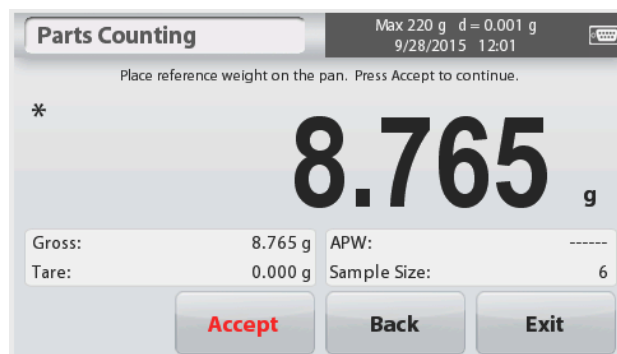 Parts Counting
Max 220 g d = 0.001 g
9/28/2015 12:01
Place reference weight on the pan. Press Accept to continue.
*
8.765 g
Gross: 8.765 g APW: ------
Tare: 0.000 g Sample Size: 6
Accept Back Exit